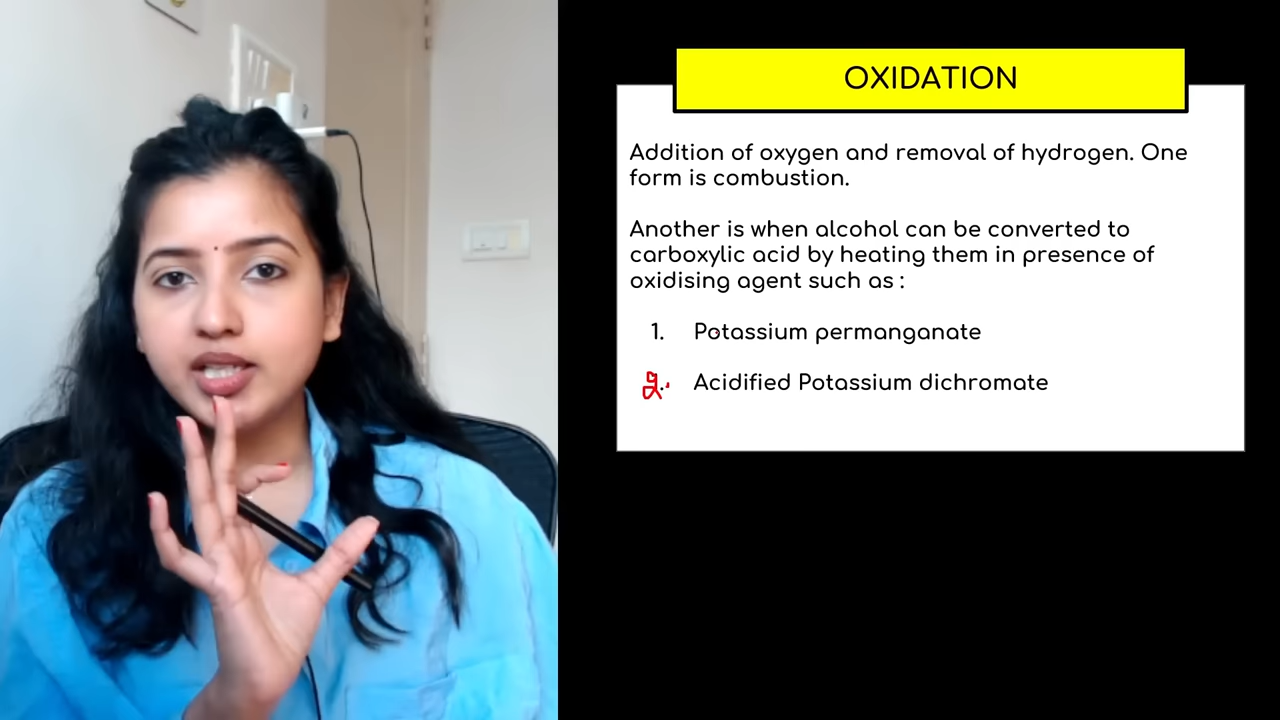 OXIDATION
Addition of oxygen and removal of hydrogen. One
form is combustion.
Another is when alcohol can be converted to
carboxylic acid by heating them in presence of
oxidising agent such as :
1. Potassium permanganate
2. Acidified Potassium dichromate